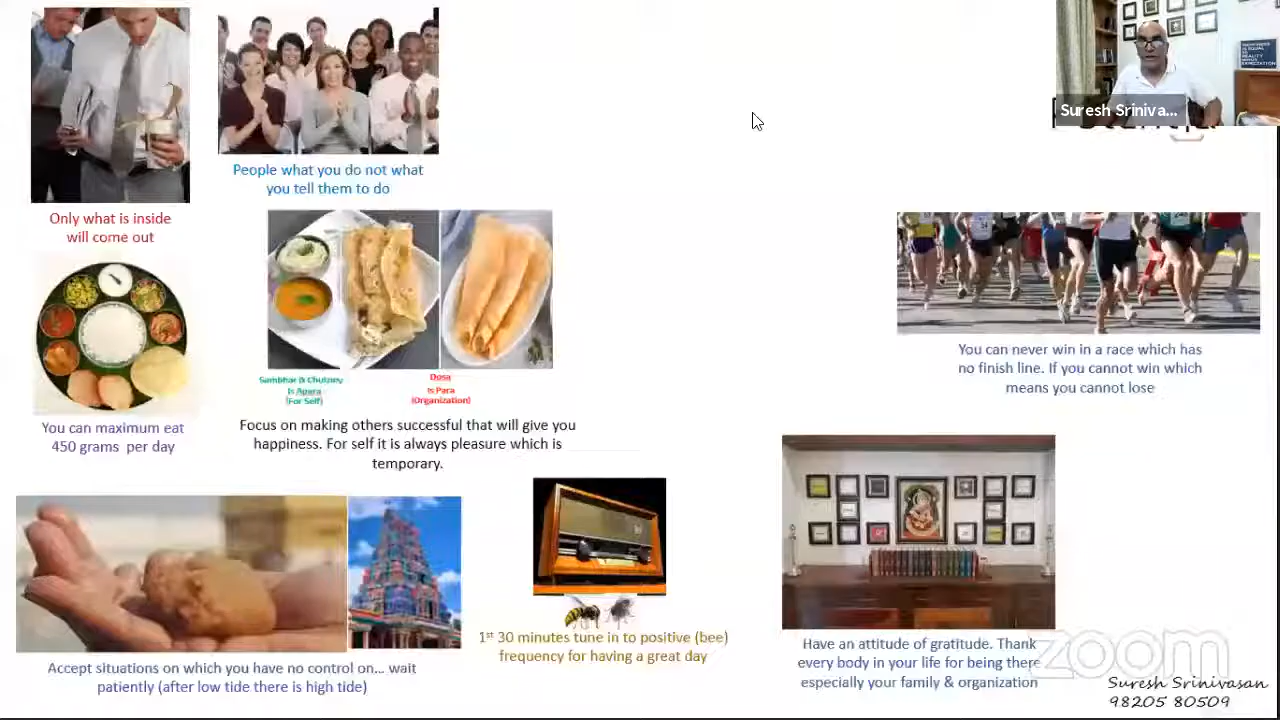 Suresh Sriniva...
People what you do not what
you tell them to do
Only what is inside
will come out
You can never win in a race which has
no finish line. If you cannot win which
means you cannot lose
Sambhar & Chutney
Is Apara
(For Self)
Dosa
Is Para
(Organization)
You can maximum eat
450 grams per day
Focus on making others successful that will give you
happiness. For self it is always pleasure which is
temporary.
1st 30 minutes tune in to positive (bee)
frequency for having a great day
Have an attitude of gratitude. Thank
every body in your life for being there
especially your family & organization
Accept situations on which you have no control on... wait
patiently (after low tide there is high tide)
zoom
Suresh Srinivasan
98205 80509